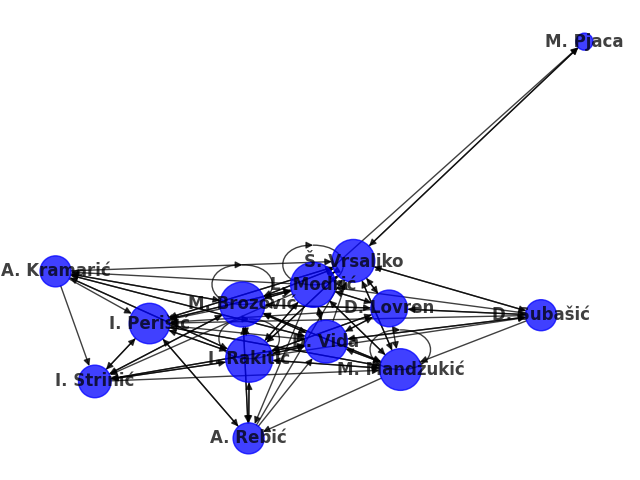 M. Pjaca
Š. Vrsaljko
A. Kramarić
L. Modrić
M. Brozović
D. Lovren
D. Subašić
I. Perišić
D. Vida
I. Rakitić
M. Mandžukić
I. Strinić
A. Rebić